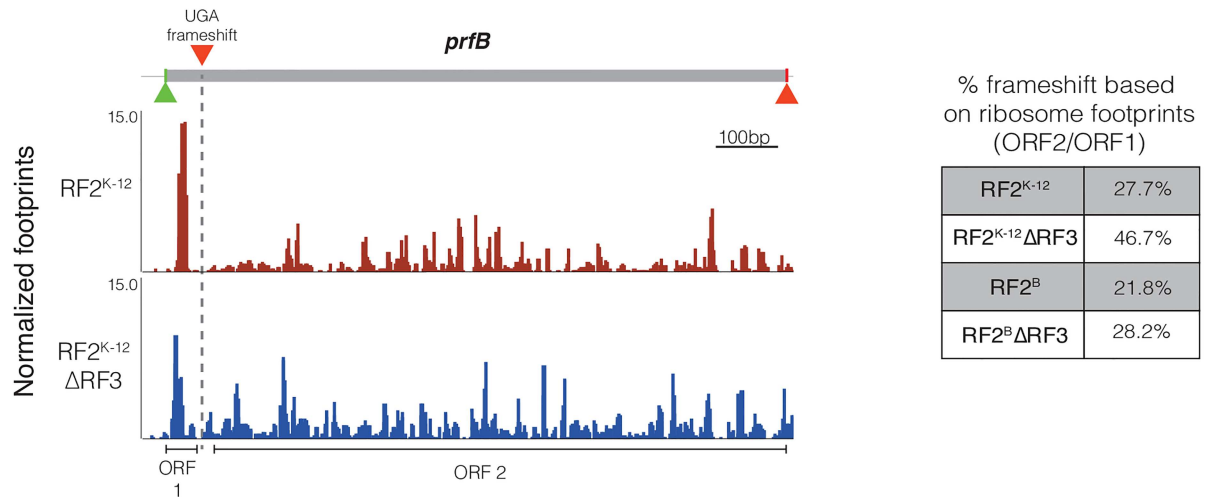 UGA
frameshift
prfB
15.0
100bp
RF2K-12
15.0
RF2K-12
ΔRF3
Normalized footprints
ORF
1
ORF 2
% frameshift based
on ribosome footprints
(ORF2/ORF1)
RF2K-12 27.7%
RF2K-12ΔRF3 46.7%
RF2B 21.8%
RF2BΔRF3 28.2%